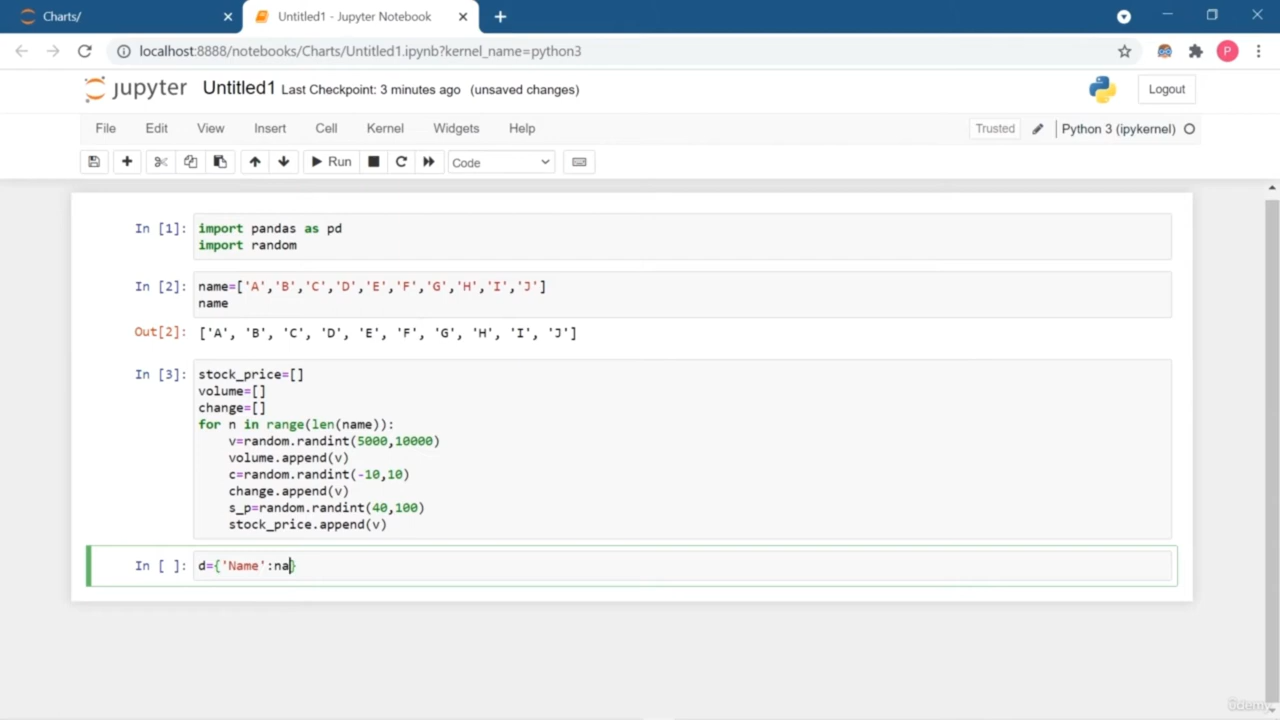 Charts/
Untitled1 - Jupyter Notebook
localhost:8888/notebooks/Charts/Untitled1.ipynb?kernel_name=python3
P
jupyter Untitled1 Last Checkpoint: 3 minutes ago (unsaved changes)
Logout
File Edit View Insert Cell Kernel Widgets Help
Trusted Python 3 (ipykernel)
Run Code
In [1]: import pandas as pd
import random
In [2]: name=['A','B','C','D','E','F','G','H','I','J']
name
Out[2]: ['A', 'B', 'C', 'D', 'E', 'F', 'G', 'H', 'I', 'J']
In [3]: stock_price=[]
volume=[]
change=[]
for n in range(len(name)):
v=random.randint(5000,10000)
volume.append(v)
c=random.randint(-10,10)
change.append(v)
s_p=random.randint(40,100)
stock_price.append(v)
In [ ]: d={'Name':na}
ûdemy